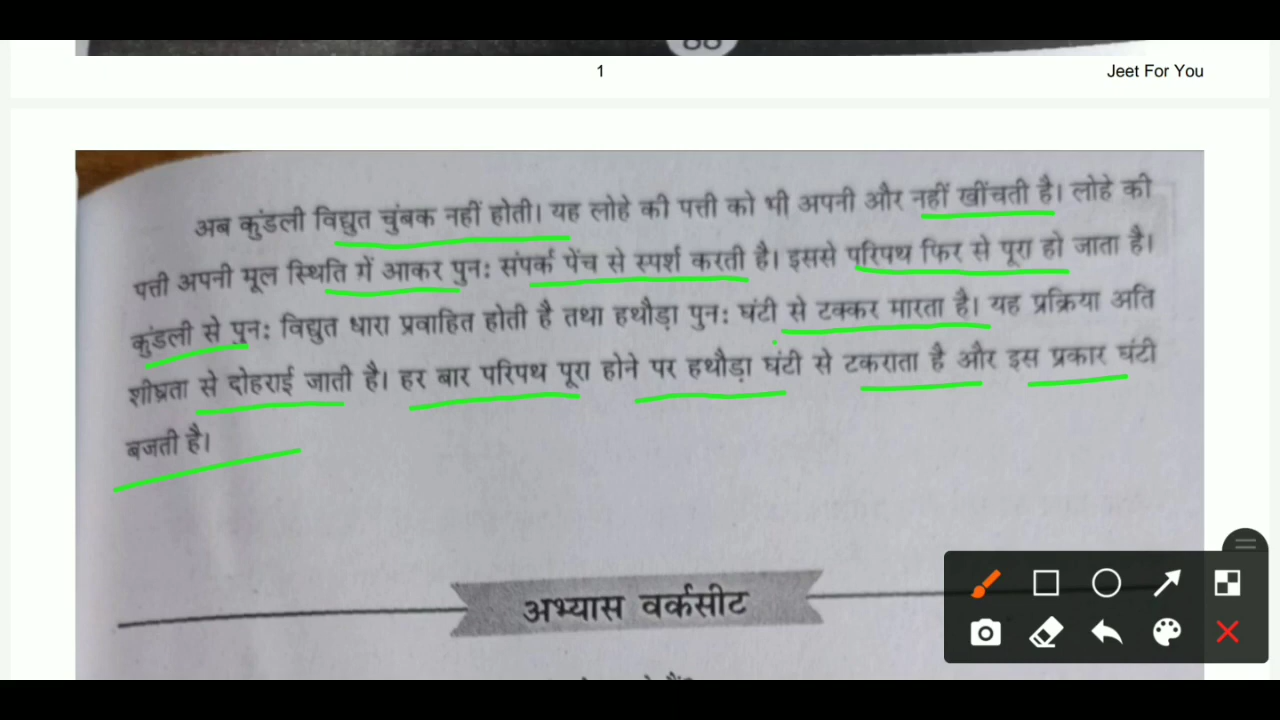 88
1
Jeet For You
अब कुंडली विद्युत चुंबक नहीं होती। यह लोहे की पत्ती को भी अपनी और नहीं खींचती है। लोहे की
पत्ती अपनी मूल स्थिति में आकर पुनः संपर्क पेंच से स्पर्श करती है। इससे परिपथ फिर से पूरा हो जाता है।
कुंडली से पुनः विद्युत धारा प्रवाहित होती है तथा हथौड़ा पुनः घंटी से टक्कर मारता है। यह प्रक्रिया अति
शीघ्रता से दोहराई जाती है। हर बार परिपथ पूरा होने पर हथौड़ा घंटी से टकराता है और इस प्रकार घंटी
बजती है।
अभ्यास वर्कसीट